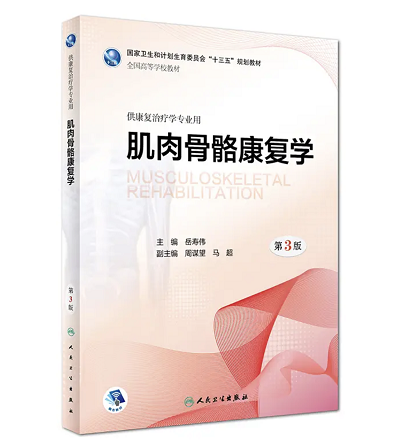 国家卫生和计划生育委员会“十三五”规划教材
全国高等学校教材
供康复治疗学专业用
肌肉骨骼康复学
MUSCULOSKELETAL
REHABILITATION
主 编 岳寿伟
副主编 周谋望 马 超
第3版
人民卫生出版社
供康复治疗学专业用
肌肉骨骼康复学
第3版
人民卫生出版社